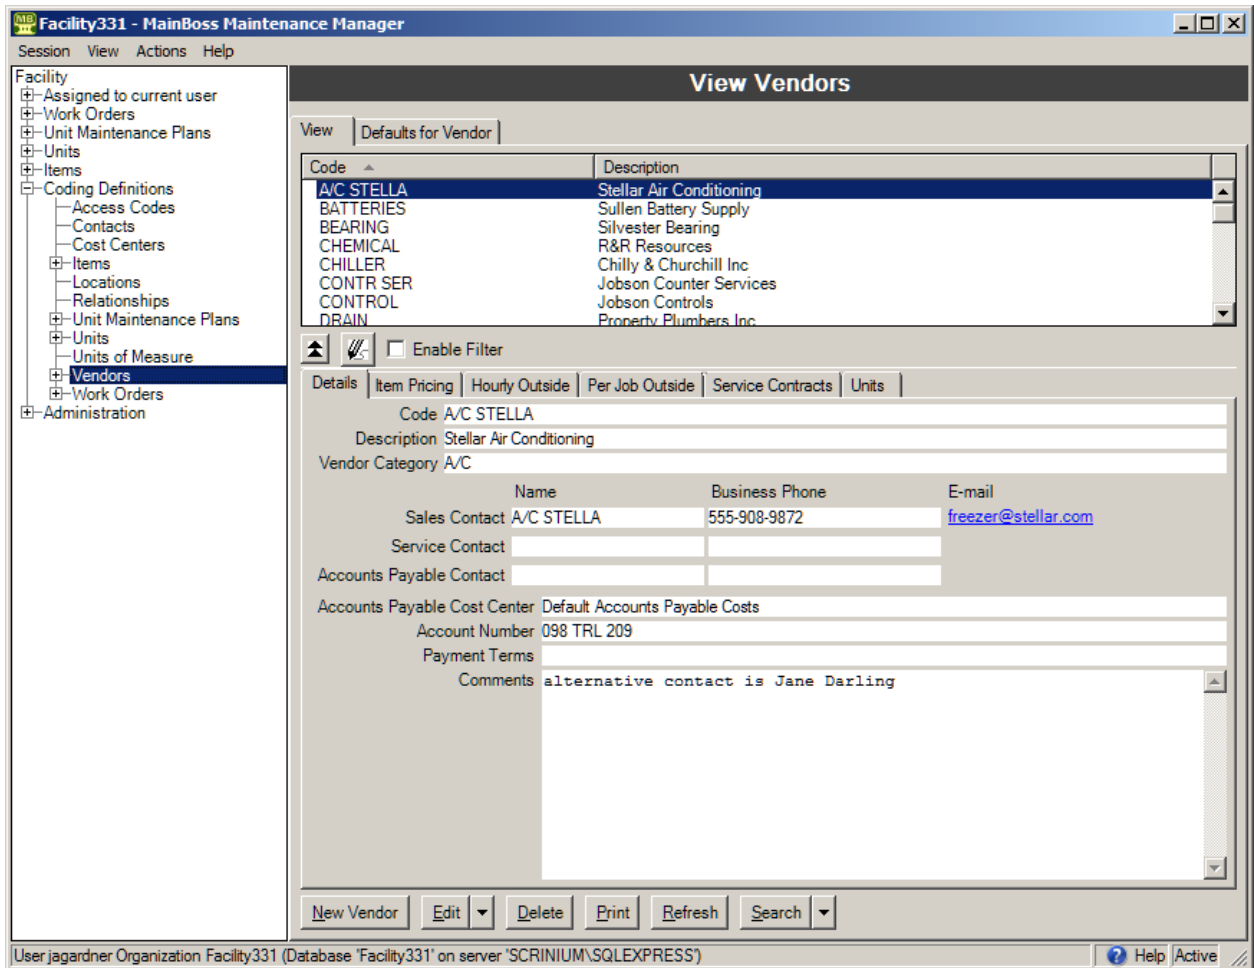 MB Facility331 - MainBoss Maintenance Manager
Session View Actions Help
Facility
Assigned to current user
Work Orders
Unit Maintenance Plans
Units
Items
Coding Definitions
Access Codes
Contacts
Cost Centers
Items
Locations
Relationships
Unit Maintenance Plans
Units
Units of Measure
Vendors
Work Orders
Administration
View Vendors
View Defaults for Vendor
Code Description
A/C STELLA Stellar Air Conditioning
BATTERIES Sullen Battery Supply
BEARING Silvester Bearing
CHEMICAL R&R Resources
CHILLER Chilly & Churchill Inc
CONTR SER Jobson Counter Services
CONTROL Jobson Controls
DRAIN Property Plumbers Inc
Enable Filter
Details Item Pricing Hourly Outside Per Job Outside Service Contracts Units
Code A/C STELLA
Description Stellar Air Conditioning
Vendor Category A/C
Name Business Phone E-mail
Sales Contact A/C STELLA 555-908-9872 freezer@stellar.com
Service Contact
Accounts Payable Contact
Accounts Payable Cost Center Default Accounts Payable Costs
Account Number 098 TRL 209
Payment Terms
Comments alternative contact is Jane Darling
New Vendor Edit Delete Print Refresh Search
User jagardner Organization Facility331 (Database 'Facility331' on server 'SCRINIUM\SQLEXPRESS') Help Active